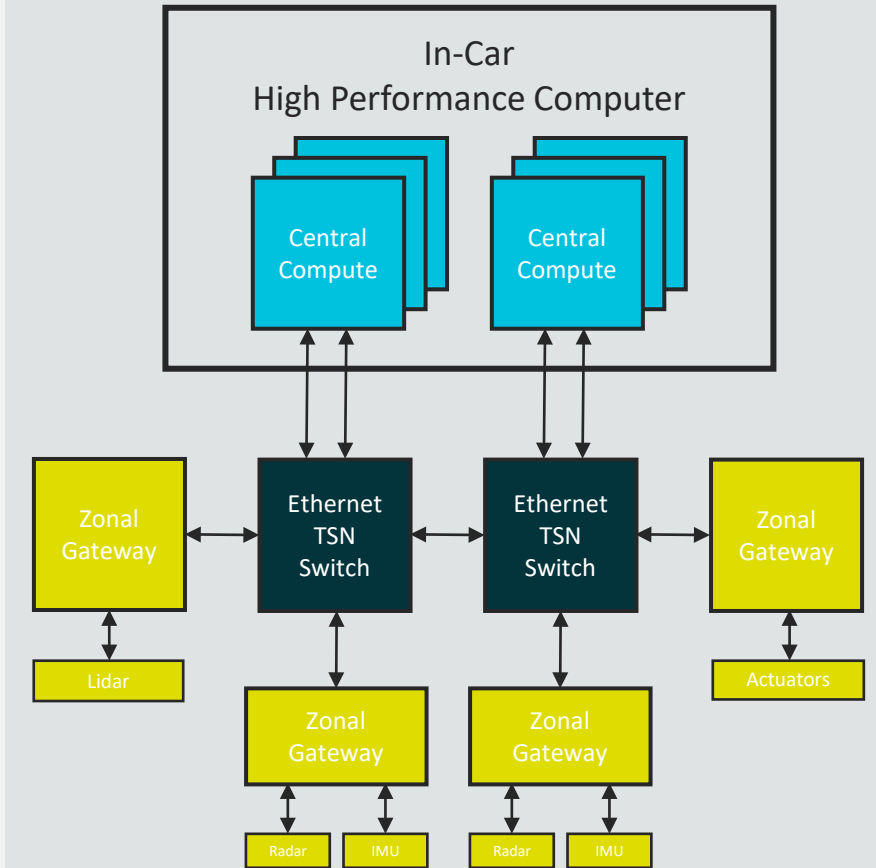 In-Car
High Performance Computer
Central
Compute
Central
Compute
Zonal
Gateway
Ethernet
TSN
Switch
Ethernet
TSN
Switch
Zonal
Gateway
Lidar
Actuators
Zonal
Gateway
Zonal
Gateway
Radar
IMU
Radar
IMU